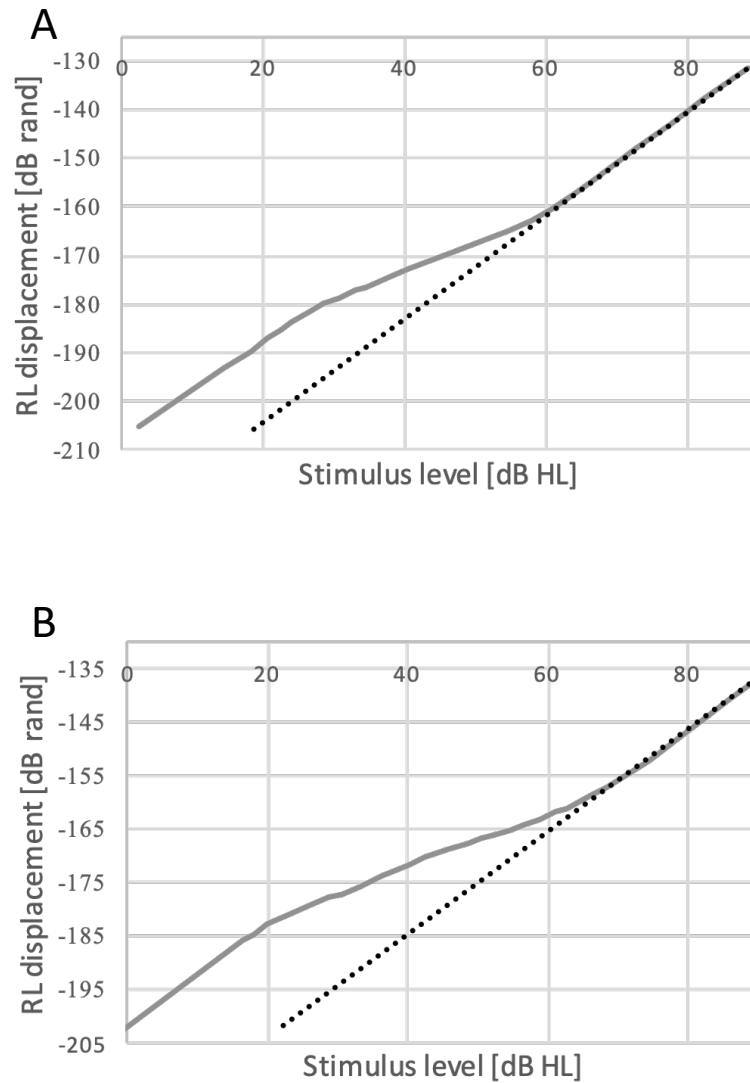 A
RL displacement [dB rand]
-130
-140
-150
-160
-170
-180
-190
-200
-210
0 20 40 60 80
Stimulus level [dB HL]
B
RL displacement [dB rand]
-135
-145
-155
-165
-175
-185
-195
-205
0 20 40 60 80
Stimulus level [dB HL]